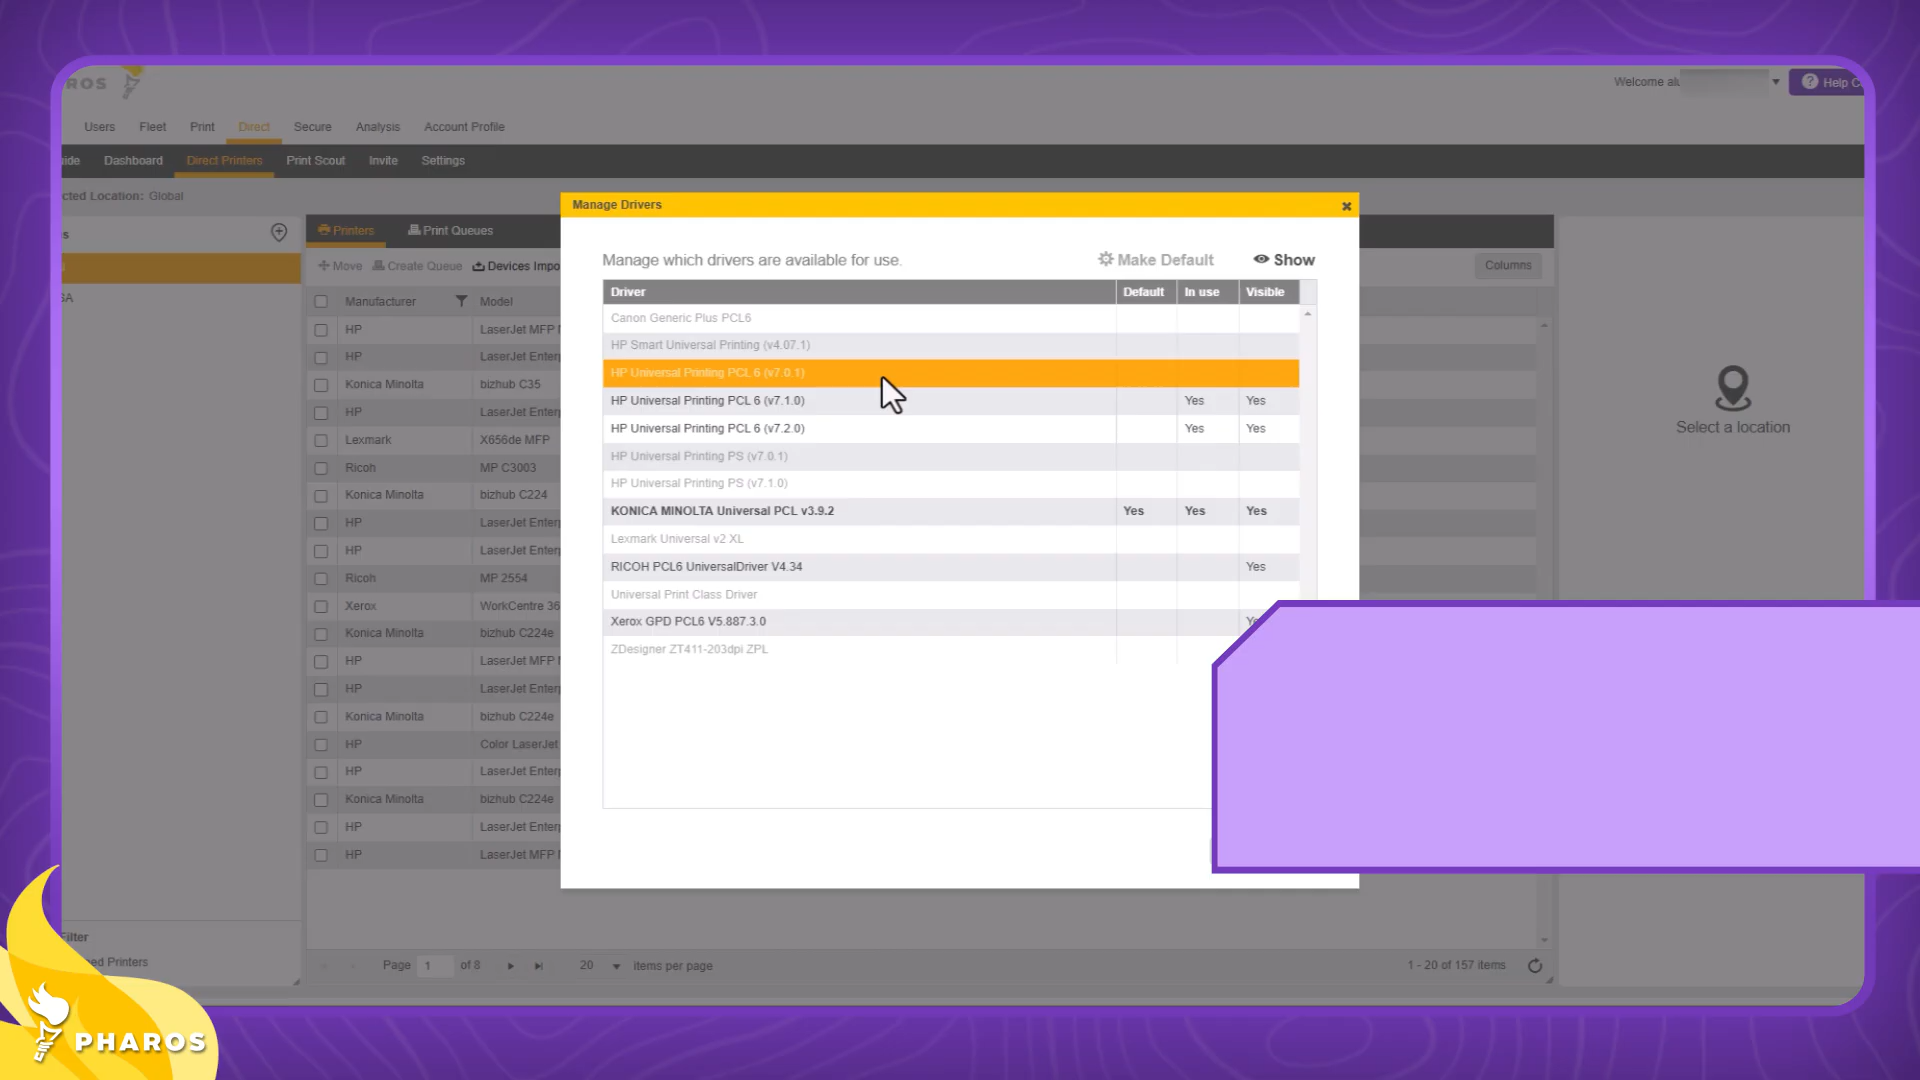 ROS
Welcome alu
Help C
Users Fleet Print Direct Secure Analysis Account Profile
ide Dashboard Direct Printers Print Scout Invite Settings
cted Location: Global
s
SA
Printers Print Queues
Move Create Queue Devices Impo
Columns
Manufacturer Model
HP LaserJet MFP
HP LaserJet Enter
Konica Minolta bizhub C35
HP LaserJet Enter
Lexmark X656de MFP
Ricoh MP C3003
Konica Minolta bizhub C224
HP LaserJet Enter
HP LaserJet Enter
Ricoh MP 2554
Xerox WorkCentre 36
Konica Minolta bizhub C224e
HP LaserJet MFP
HP LaserJet Enter
Konica Minolta bizhub C224e
HP Color LaserJet
HP LaserJet Enter
Konica Minolta bizhub C224e
HP LaserJet Enter
HP LaserJet MFP
Manage Drivers
Manage which drivers are available for use.
Make Default Show
Driver Default In use Visible
Canon Generic Plus PCL6
HP Smart Universal Printing (v4.07.1)
HP Universal Printing PCL 6 (v7.0.1)
HP Universal Printing PCL 6 (v7.1.0) Yes Yes
HP Universal Printing PCL 6 (v7.2.0) Yes Yes
HP Universal Printing PS (v7.0.1)
HP Universal Printing PS (v7.1.0)
KONICA MINOLTA Universal PCL v3.9.2 Yes Yes Yes
Lexmark Universal v2 XL
RICOH PCL6 UniversalDriver V4.34 Yes
Universal Print Class Driver
Xerox GPD PCL6 V5.887.3.0
ZDesigner ZT411-203dpi ZPL
Select a location
Filter
ed Printers
Page 1 of 8 20 items per page
1 - 20 of 157 items
PHAROS